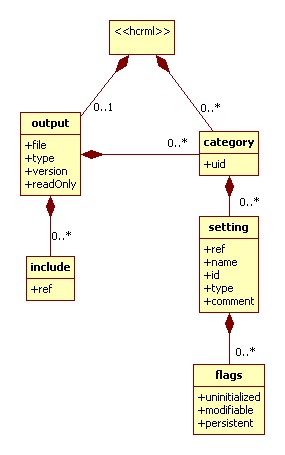 <<hcrml>>
0..1
0..*
output
+file
+type
+version
+readOnly
0..*
category
+uid
0..*
include
+ref
0..*
setting
+ref
+name
+id
+type
+comment
0..*
flags
+uninitialized
+modifiable
+persistent